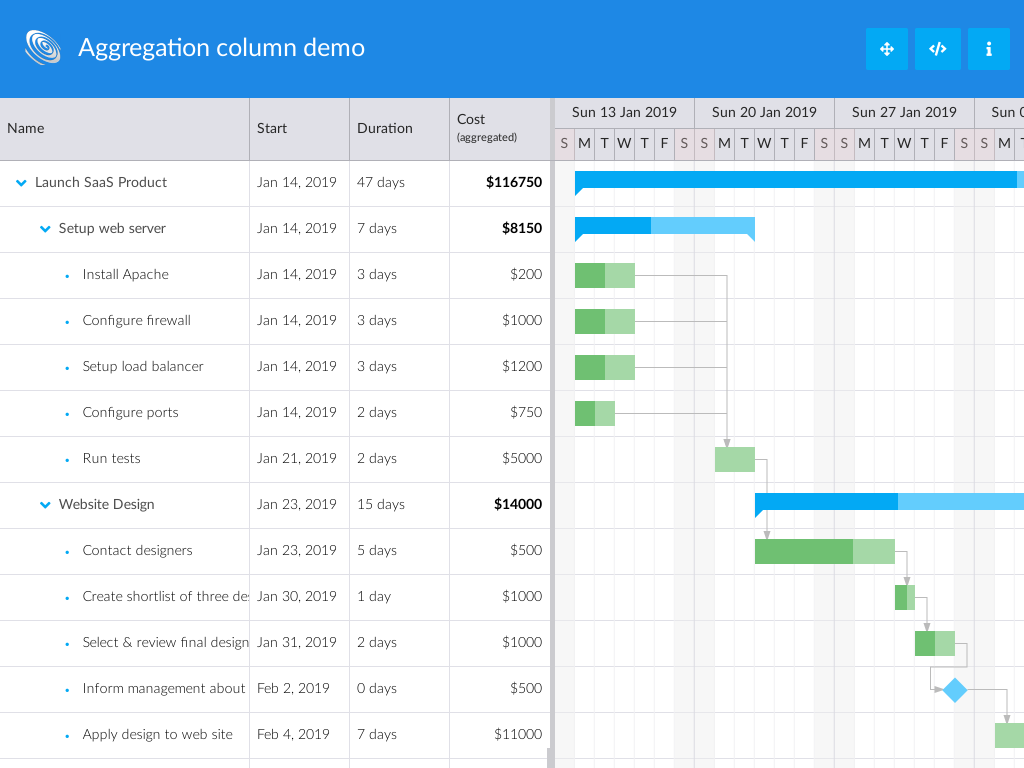 Aggregation column demo
Name Start Duration Cost (aggregated)
Sun 13 Jan 2019 Sun 20 Jan 2019 Sun 27 Jan 2019 Sun
S M T W T F S S M T W T F S S M T W T F S S M T
Launch SaaS Product Jan 14, 2019 47 days $116750
Setup web server Jan 14, 2019 7 days $8150
Install Apache Jan 14, 2019 3 days $200
Configure firewall Jan 14, 2019 3 days $1000
Setup load balancer Jan 14, 2019 3 days $1200
Configure ports Jan 14, 2019 2 days $750
Run tests Jan 21, 2019 2 days $5000
Website Design Jan 23, 2019 15 days $14000
Contact designers Jan 23, 2019 5 days $500
Create shortlist of three Jan 30, 2019 1 day $1000
Select & review final design Jan 31, 2019 2 days $1000
Inform management about Feb 2, 2019 0 days $500
Apply design to web site Feb 4, 2019 7 days $11000